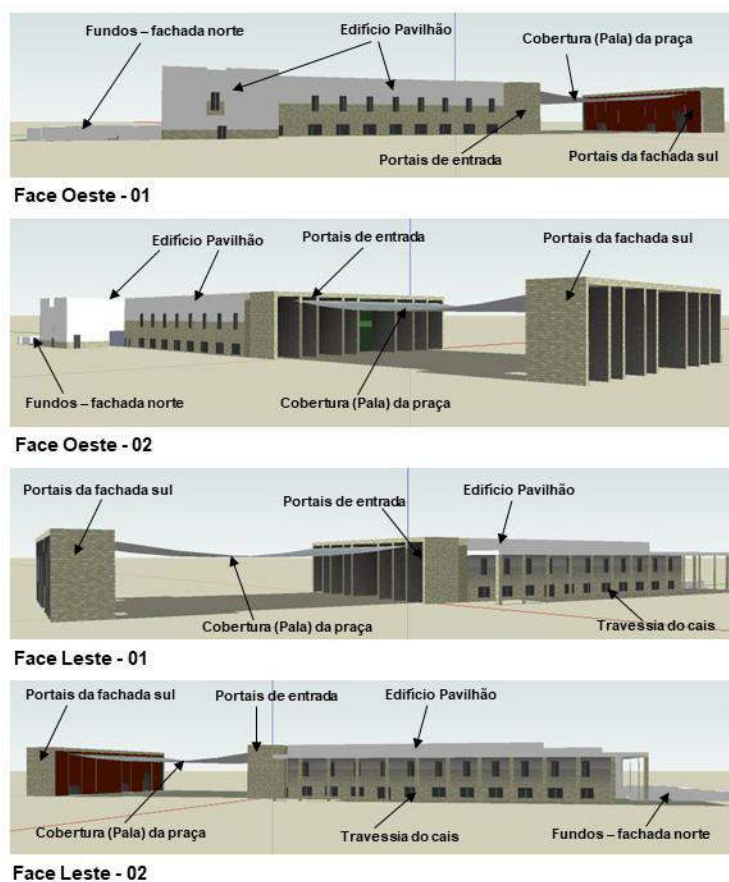 Fundos – fachada norte
Edifício Pavilhão
Cobertura (Pala) da praça
Portais de entrada
Portais da fachada sul
Face Oeste - 01
Edifício Pavilhão
Portais de entrada
Portais da fachada sul
Fundos – fachada norte
Cobertura (Pala) da praça
Face Oeste - 02
Portais da fachada sul
Portais de entrada
Edifício Pavilhão
Cobertura (Pala) da praça
Travessia do cais
Face Leste - 01
Portais da fachada sul
Portais de entrada
Edifício Pavilhão
Cobertura (Pala) da praça
Travessia do cais
Fundos – fachada norte
Face Leste - 02